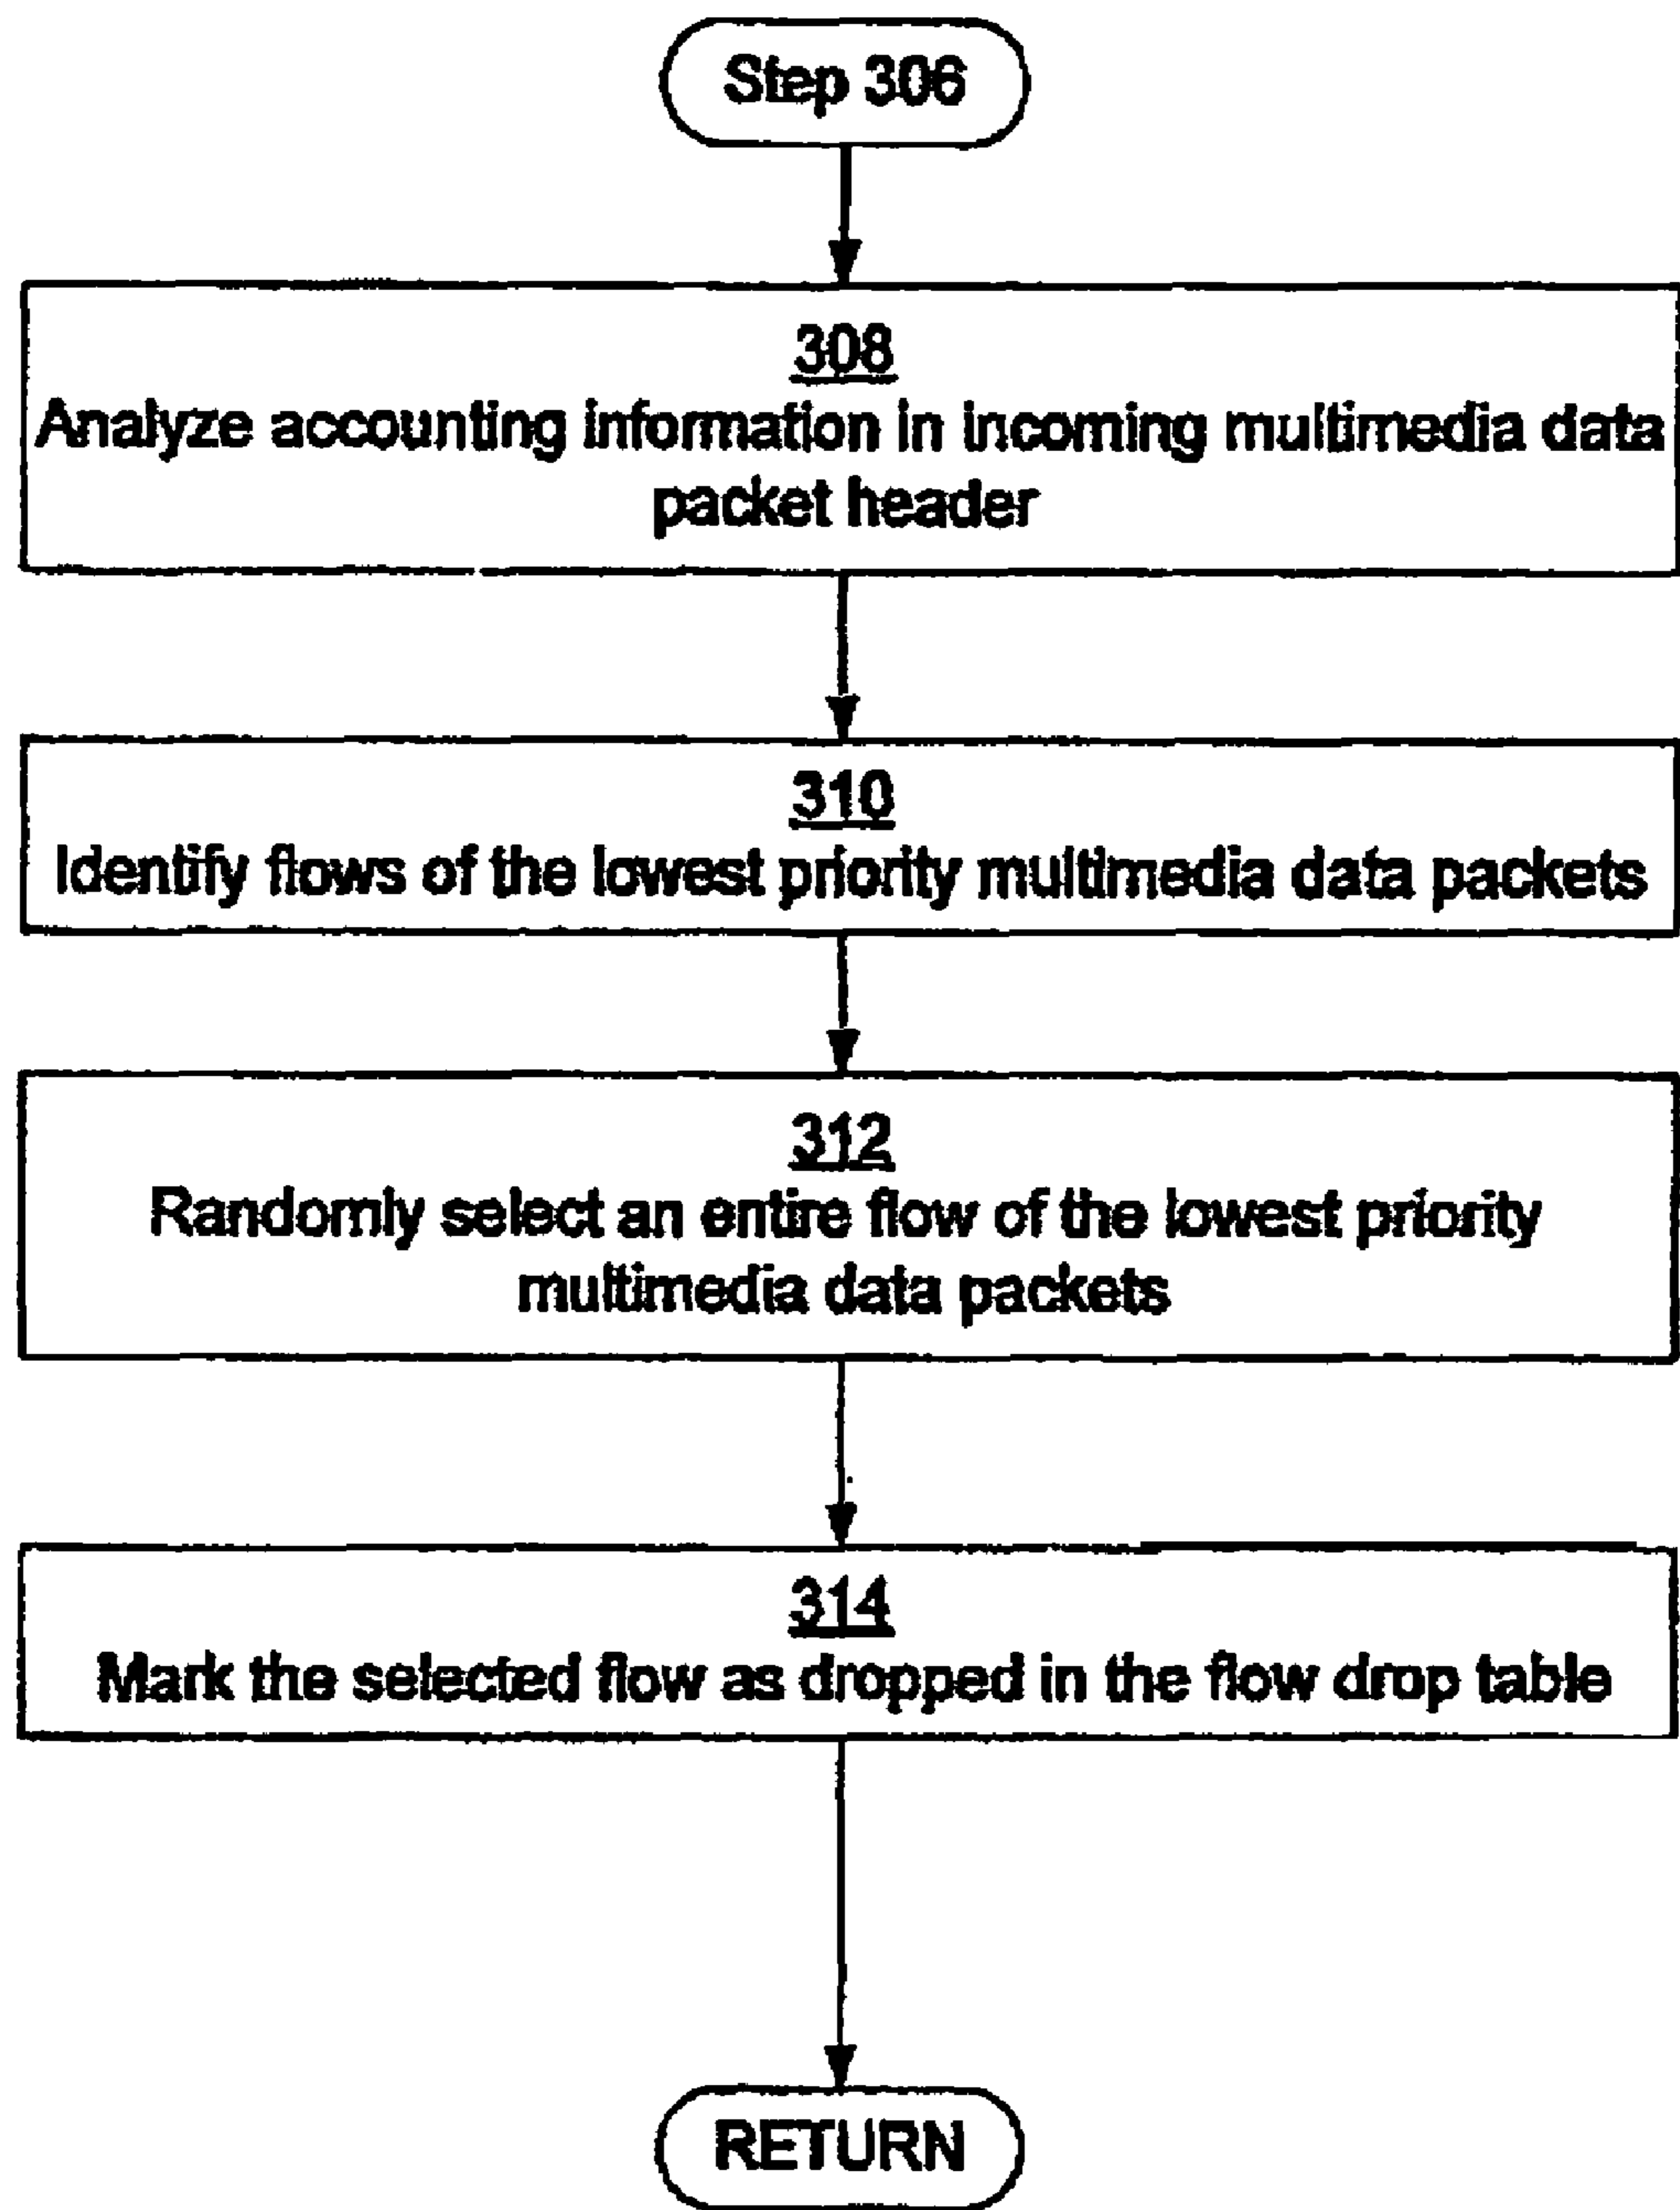 Step 306
308
Analyze accounting information in incoming multimedia data
packet header
310
Identify flows of the lowest priority multimedia data packets
312
Randomly select an entire flow of the lowest priority
multimedia data packets
314
Mark the selected flow as dropped in the flow drop table
RETURN